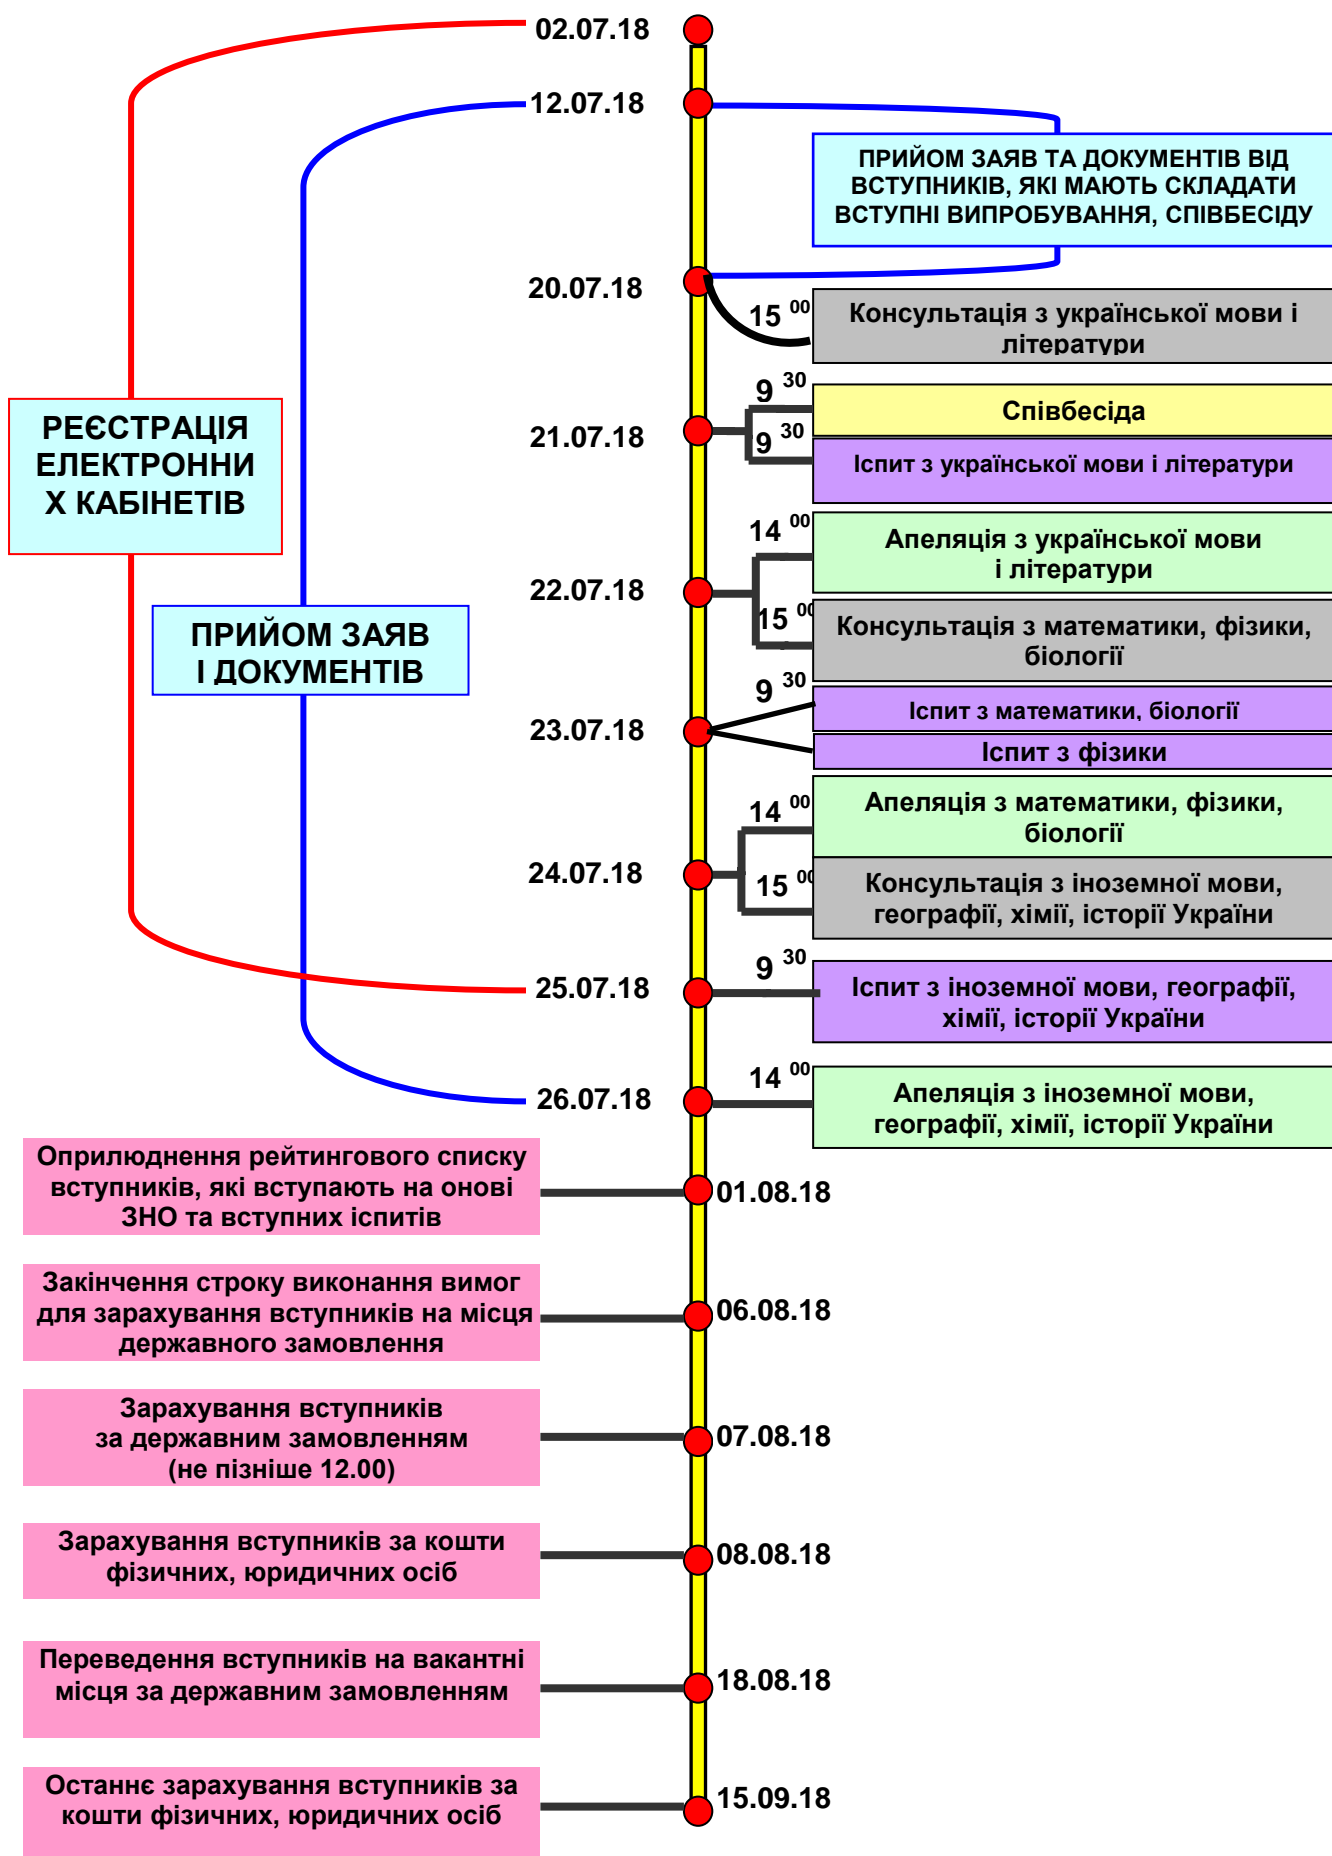 02.07.18
12.07.18
ПРИЙОМ ЗАЯВ ТА ДОКУМЕНТІВ ВІД
ВСТУПНИКІВ, ЯКІ МАЮТЬ СКЛАДАТИ
ВСТУПНІ ВИПРОБУВАННЯ, СПІВБЕСІДУ
20.07.18
15 00
Консультація з української мови і
літератури
РЕЄСТРАЦІЯ
ЕЛЕКТРОННИ
Х КАБІНЕТІВ
21.07.18
9 30
Співбесіда
9 30
Іспит з української мови і літератури
22.07.18
14 00
Апеляція з української мови
і літератури
15 00
Консультація з математики, фізики,
біології
ПРИЙОМ ЗАЯВ
І ДОКУМЕНТІВ
23.07.18
9 30
Іспит з математики, біології
Іспит з фізики
24.07.18
14 00
Апеляція з математики, фізики,
біології
15 00
Консультація з іноземної мови,
географії, хімії, історії України
25.07.18
9 30
Іспит з іноземної мови, географії,
хімії, історії України
26.07.18
14 00
Апеляція з іноземної мови,
географії, хімії, історії України
Оприлюднення рейтингового списку
вступників, які вступають на онові
ЗНО та вступних іспитів
01.08.18
Закінчення строку виконання вимог
для зарахування вступників на місця
державного замовлення
06.08.18
Зарахування вступників
за державним замовленням
(не пізніше 12.00)
07.08.18
Зарахування вступників за кошти
фізичних, юридичних осіб
08.08.18
Переведення вступників на вакантні
місця за державним замовленням
18.08.18
Останнє зарахування вступників за
кошти фізичних, юридичних осіб
15.09.18